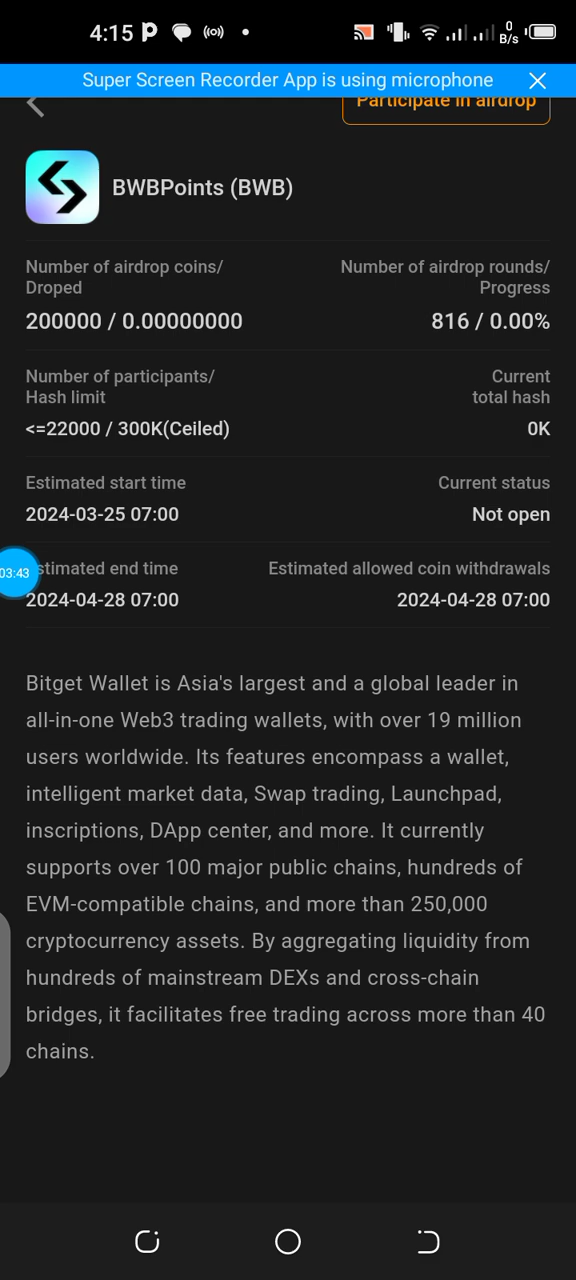 4:15
0
B/s
Super Screen Recorder App is using microphone
Participate in airdrop
BWBPoints (BWB)
Number of airdrop coins/
Droped
Number of airdrop rounds/
Progress
200000 / 0.00000000
816 / 0.00%
Number of participants/
Hash limit
Current
total hash
<=22000 / 300K(Ceiled)
0K
Estimated start time
Current status
2024-03-25 07:00
Not open
03:43
stimated end time
Estimated allowed coin withdrawals
2024-04-28 07:00
2024-04-28 07:00
Bitget Wallet is Asia's largest and a global leader in
all-in-one Web3 trading wallets, with over 19 million
users worldwide. Its features encompass a wallet,
intelligent market data, Swap trading, Launchpad,
inscriptions, DApp center, and more. It currently
supports over 100 major public chains, hundreds of
EVM-compatible chains, and more than 250,000
cryptocurrency assets. By aggregating liquidity from
hundreds of mainstream DEXs and cross-chain
bridges, it facilitates free trading across more than 40
chains.